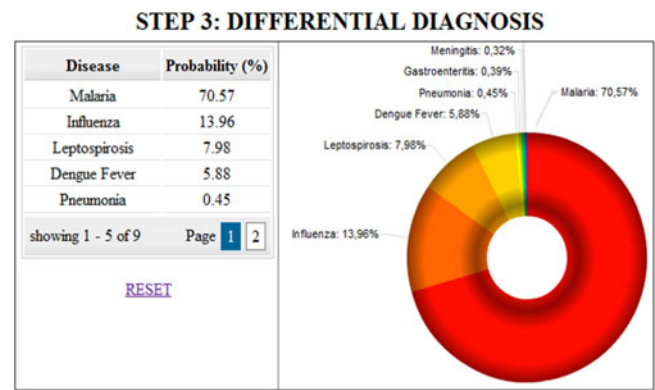 STEP 3: DIFFERENTIAL DIAGNOSIS
Disease Probability (%)
Malaria 70.57
Influenza 13.96
Leptospirosis 7.98
Dengue Fever 5.88
Pneumonia 0.45
showing 1 - 5 of 9 Page 1 2
RESET
Meningitis: 0,32%
Gastroenteritis: 0,39%
Pneumonia: 0,45%
Malaria: 70,57%
Dengue Fever: 5,88%
Leptospirosis: 7,98%
Influenza: 13,96%